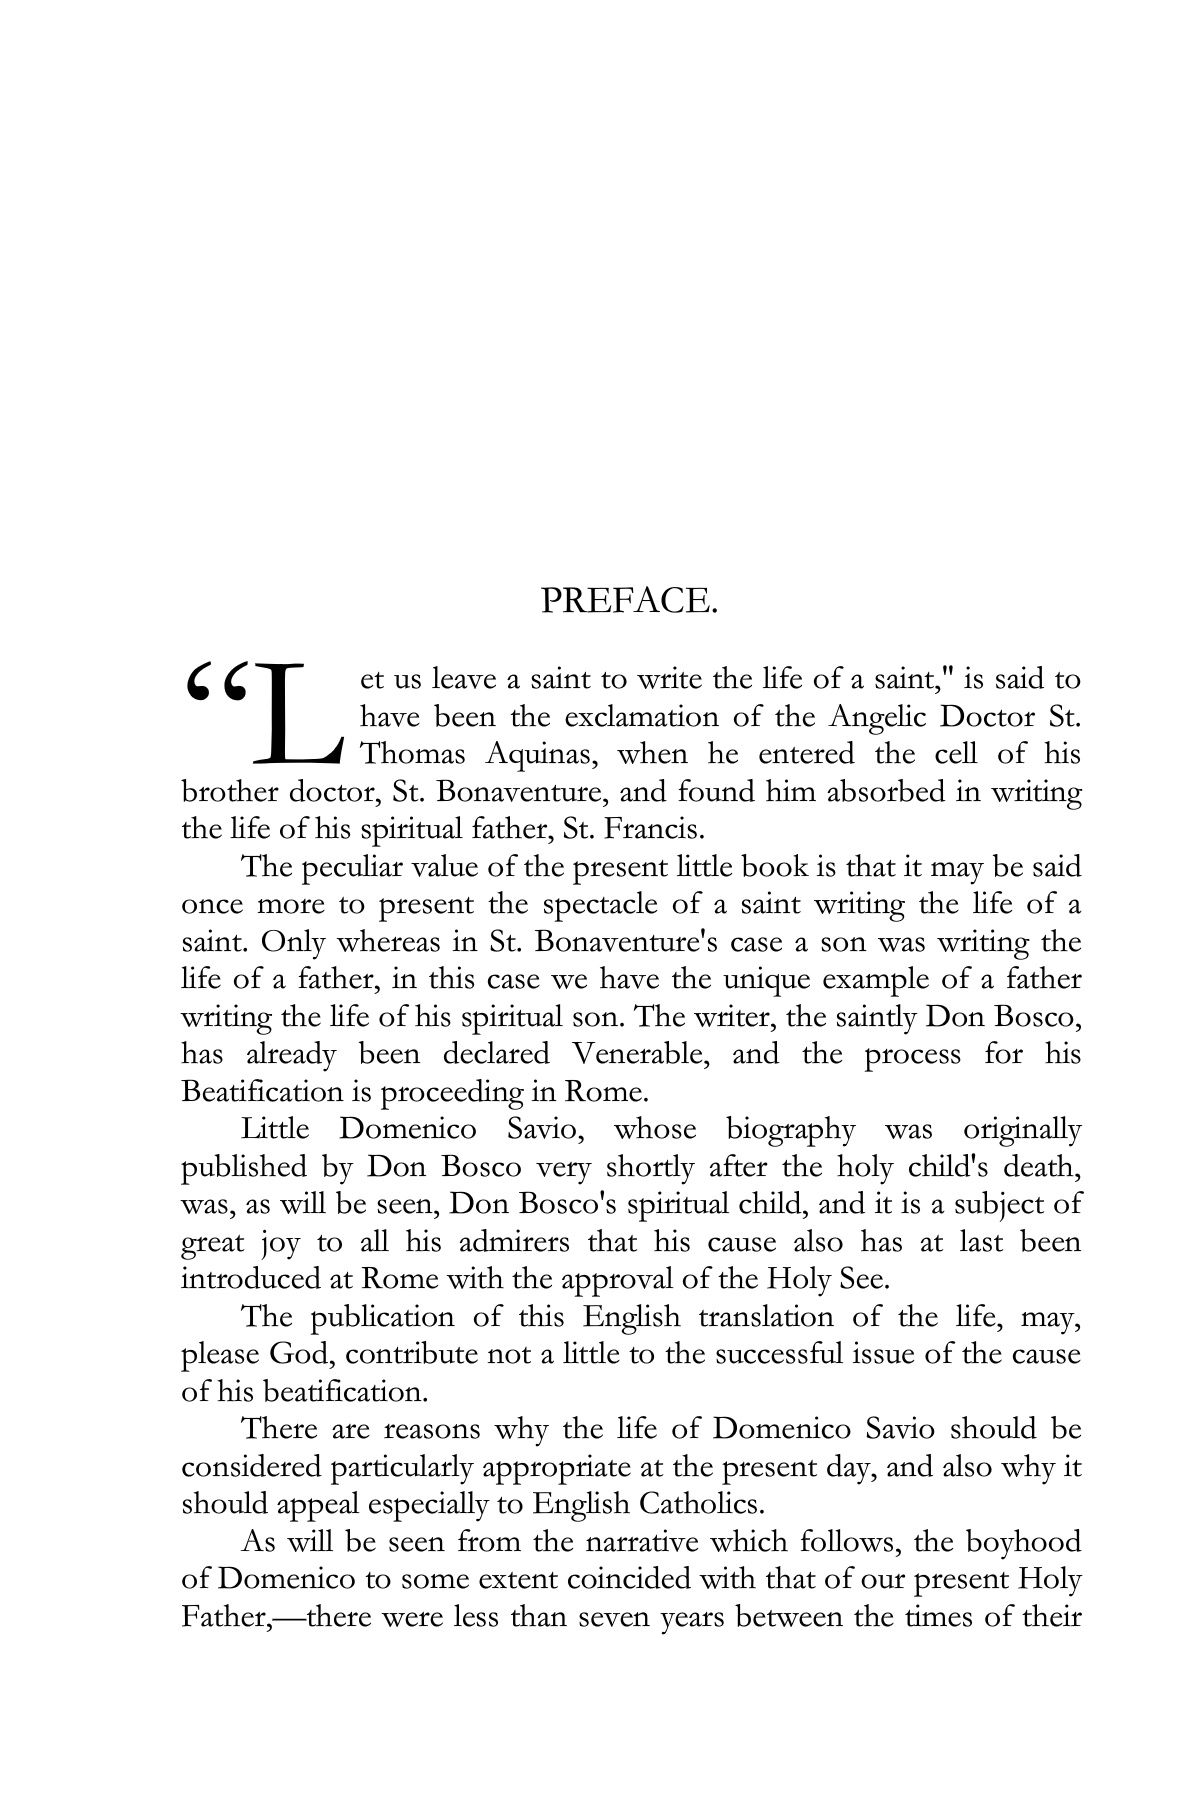 PREFACE.
“Let us leave a saint to write the life of a saint," is said to
have been the exclamation of the Angelic Doctor St.
Thomas Aquinas, when he entered the cell of his
brother doctor, St. Bonaventure, and found him absorbed in writing
the life of his spiritual father, St. Francis.
The peculiar value of the present little book is that it may be said
once more to present the spectacle of a saint writing the life of a
saint. Only whereas in St. Bonaventure's case a son was writing the
life of a father, in this case we have the unique example of a father
writing the life of his spiritual son. The writer, the saintly Don Bosco,
has already been declared Venerable, and the process for his
Beatification is proceeding in Rome.
Little Domenico Savio, whose biography was originally
published by Don Bosco very shortly after the holy child's death,
was, as will be seen, Don Bosco's spiritual child, and it is a subject of
great joy to all his admirers that his cause also has at last been
introduced at Rome with the approval of the Holy See.
The publication of this English translation of the life, may,
please God, contribute not a little to the successful issue of the cause
of his beatification.
There are reasons why the life of Domenico Savio should be
considered particularly appropriate at the present day, and also why it
should appeal especially to English Catholics.
As will be seen from the narrative which follows, the boyhood
of Domenico to some extent coincided with that of our present Holy
Father,—there were less than seven years between the times of their